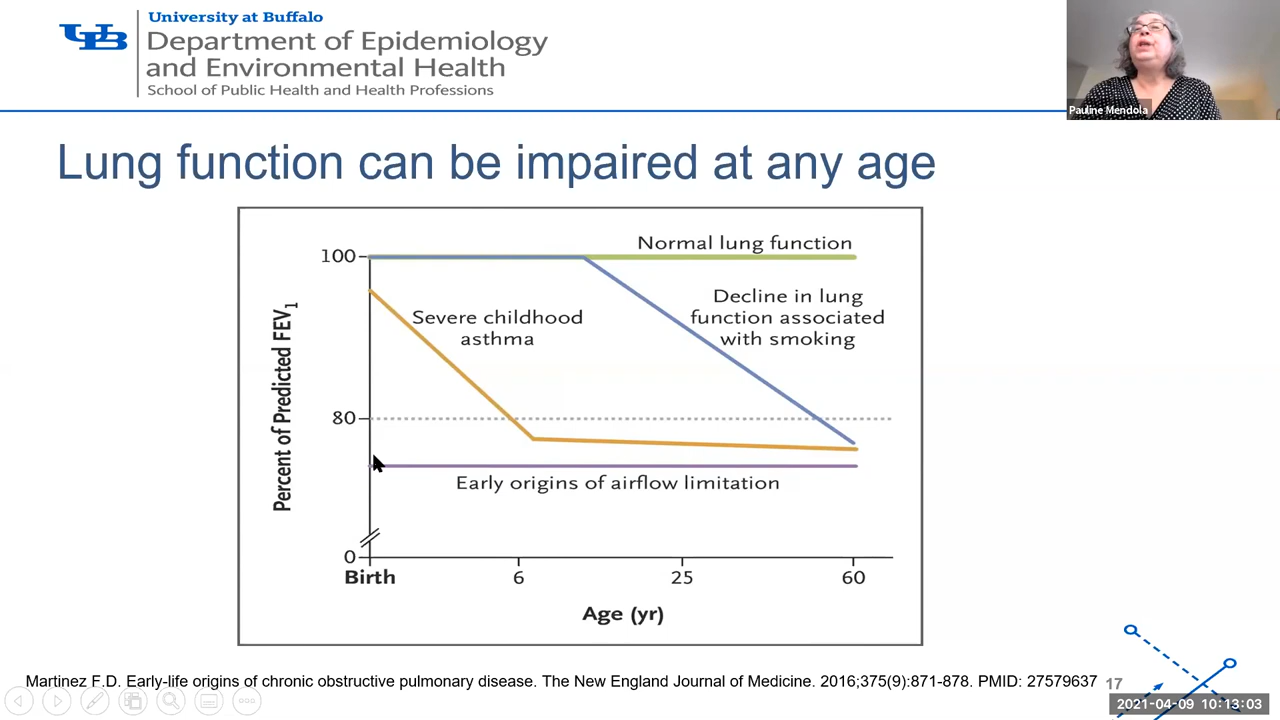 University at Buffalo
UB
Department of Epidemiology
and Environmental Health
School of Public Health and Health Professions
Pauline Mendola
Lung function can be impaired at any age
Normal lung function
100
Decline in lung
function associated
with smoking
Severe childhood
asthma
Percent of Predicted FEV1
80
Early origins of airflow limitation
0
Birth
6
25
60
Age (yr)
Martinez F.D. Early-life origins of chronic obstructive pulmonary disease. The New England Journal of Medicine. 2016;375(9):871-878. PMID: 27579637
17
2021-04-09 10:13:03